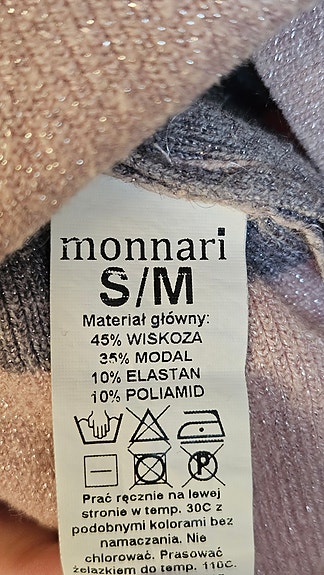 monnari
S/M
Materiał główny:
45% WISKOZA
35% MODAL
10% ELASTAN
10% POLIAMID
P
Prać ręcznie na lewej
stronie w temp. 30C z
podobnymi kolorami bez
namaczania. Nie
chlorować. Prasować
żelazkiem do temp. 110C.